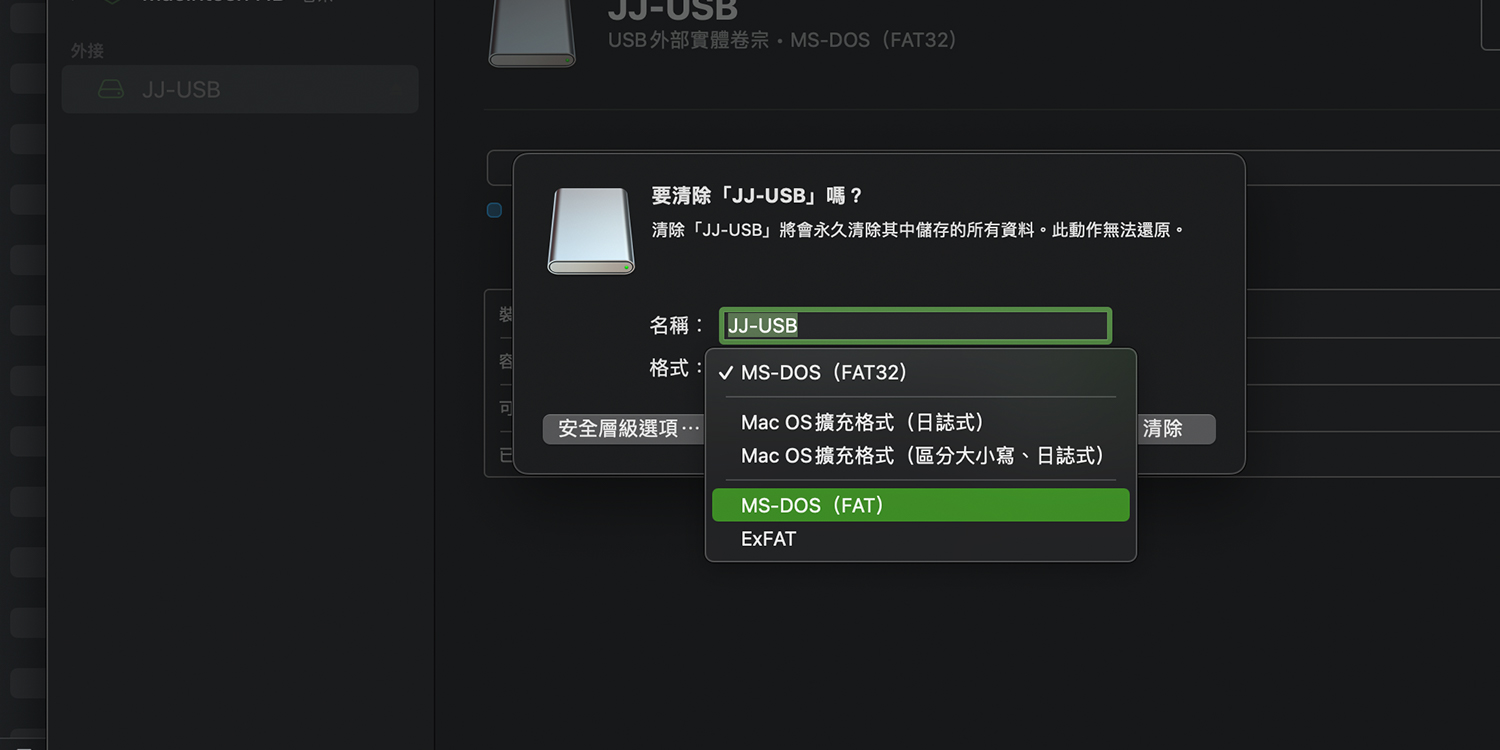 外接
JJ-USB
JJ-USB
USB外部實體卷宗 • MS-DOS（FAT32）
要清除「JJ-USB」嗎？
清除「JJ-USB」將會永久清除其中儲存的所有資料。此動作無法還原。
名稱：
JJ-USB
格式：
✓ MS-DOS（FAT32）
Mac OS擴充格式（日誌式）
Mac OS擴充格式（區分大小寫、日誌式）
MS-DOS（FAT）
ExFAT
安全層級選項⋯
清除
裝
容
可
已